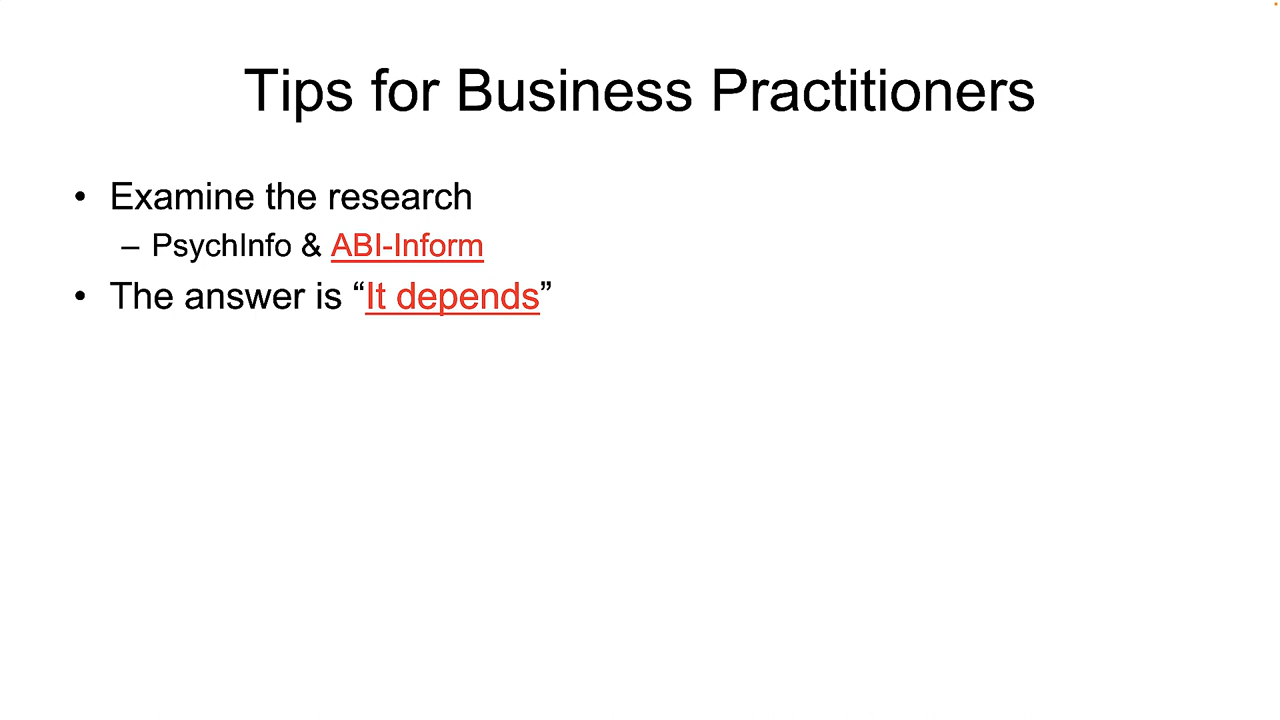 Tips for Business Practitioners
• Examine the research
– PsychInfo & ABI-Inform
• The answer is “It depends”